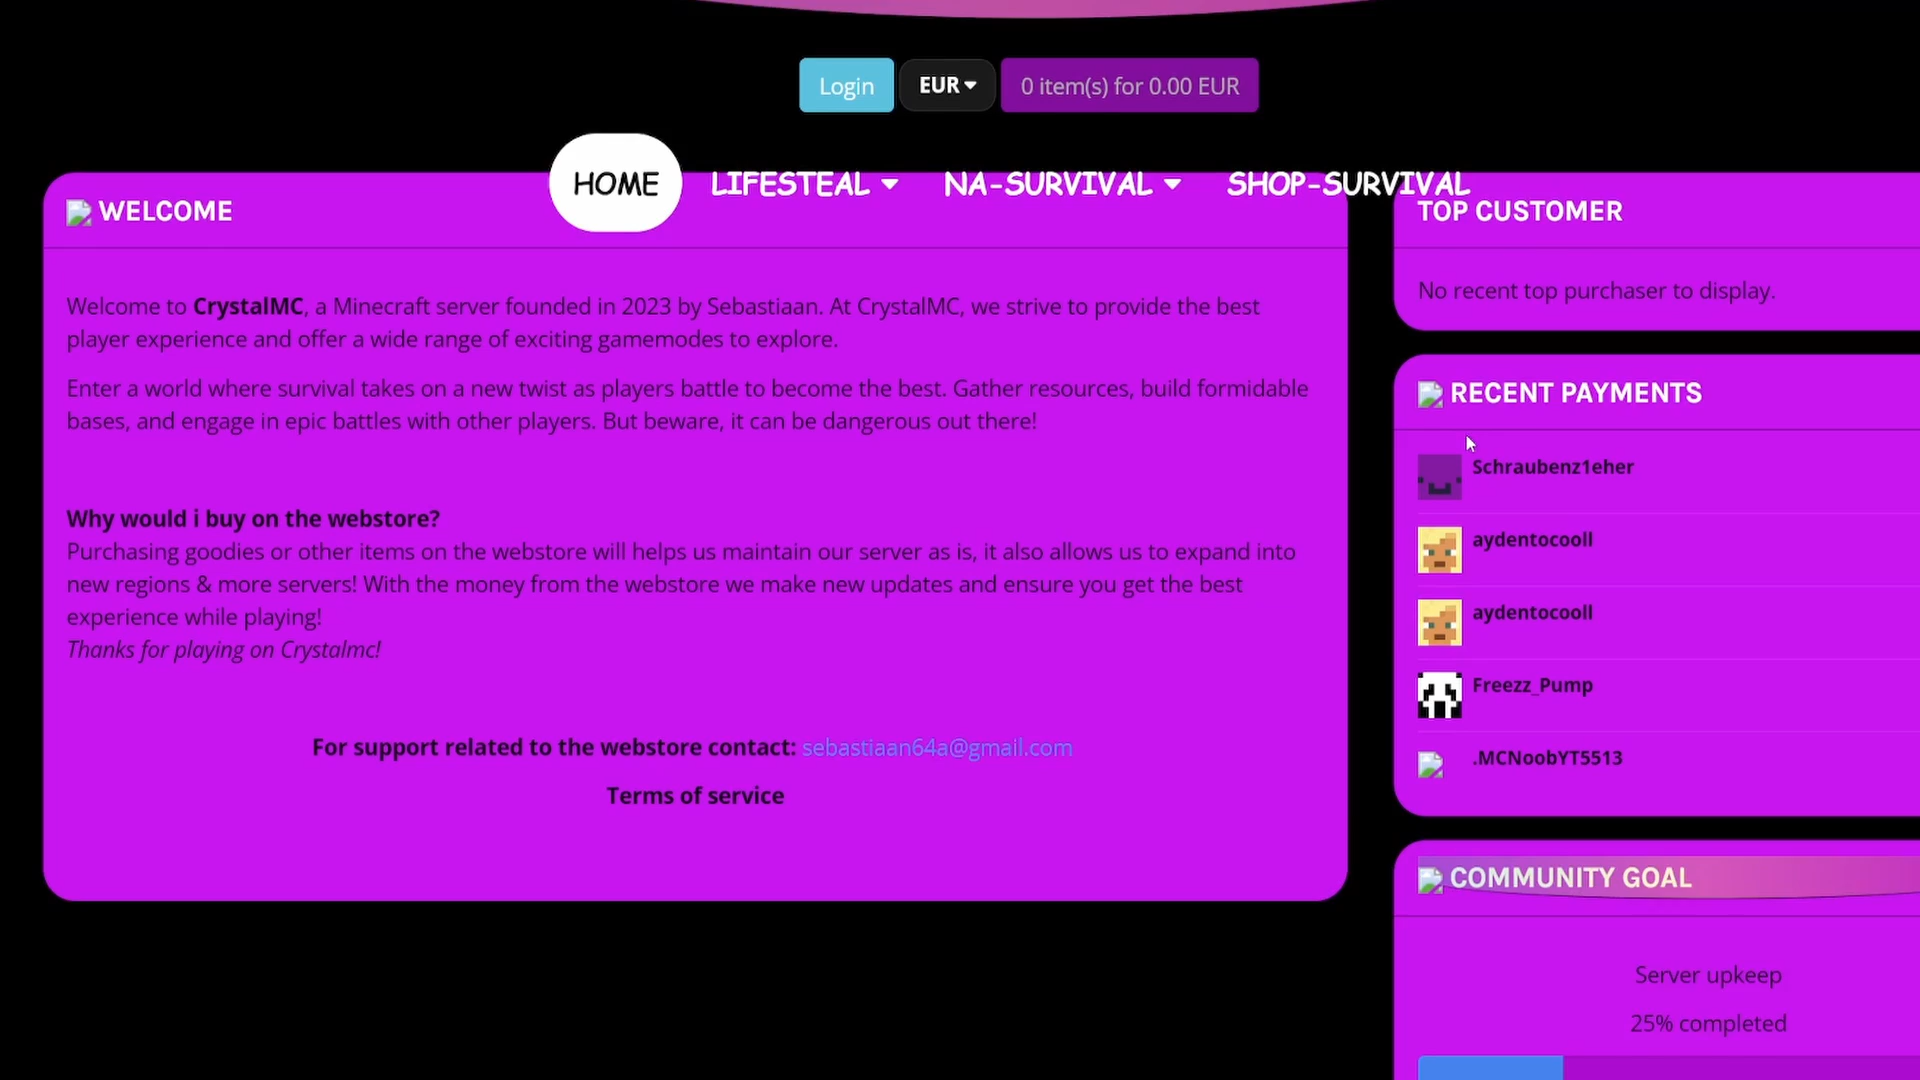 Login
EUR
0 item(s) for 0.00 EUR
HOME
LIFESTEAL
NA-SURVIVAL
SHOP-SURVIVAL
WELCOME
Welcome to CrystalMC, a Minecraft server founded in 2023 by Sebastiaan. At CrystalMC, we strive to provide the best
player experience and offer a wide range of exciting gamemodes to explore.
Enter a world where survival takes on a new twist as players battle to become the best. Gather resources, build formidable
bases, and engage in epic battles with other players. But beware, it can be dangerous out there!
Why would i buy on the webstore?
Purchasing goodies or other items on the webstore will helps us maintain our server as is, it also allows us to expand into
new regions & more servers! With the money from the webstore we make new updates and ensure you get the best
experience while playing!
Thanks for playing on Crystalmc!
For support related to the webstore contact: sebastiaan64a@gmail.com
Terms of service
TOP CUSTOMER
No recent top purchaser to display.
RECENT PAYMENTS
Schraubenz1eher
aydentocooll
aydentocooll
Freezz_Pump
.MCNoobYT5513
COMMUNITY GOAL
Server upkeep
25% completed